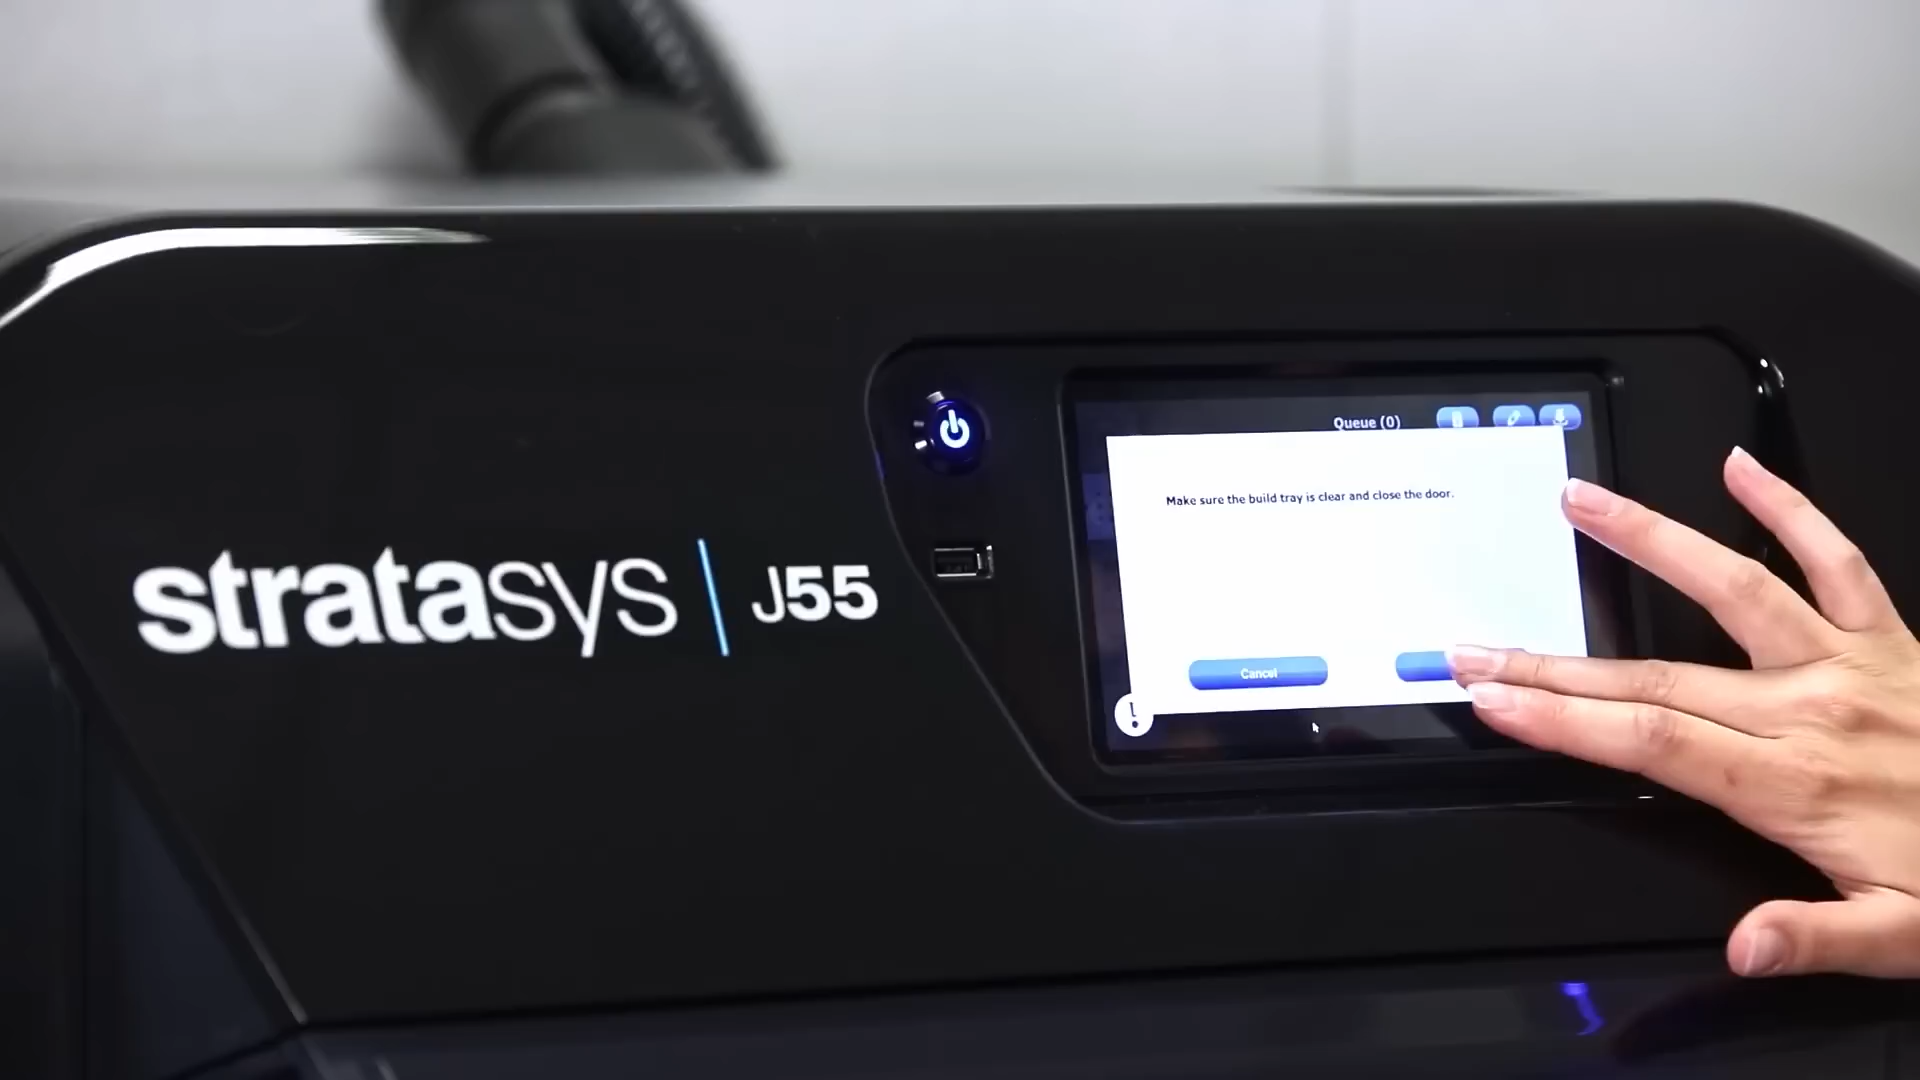 Queue (0)
Make sure the build tray is clear and close the door.
stratasys | J55
Cancel